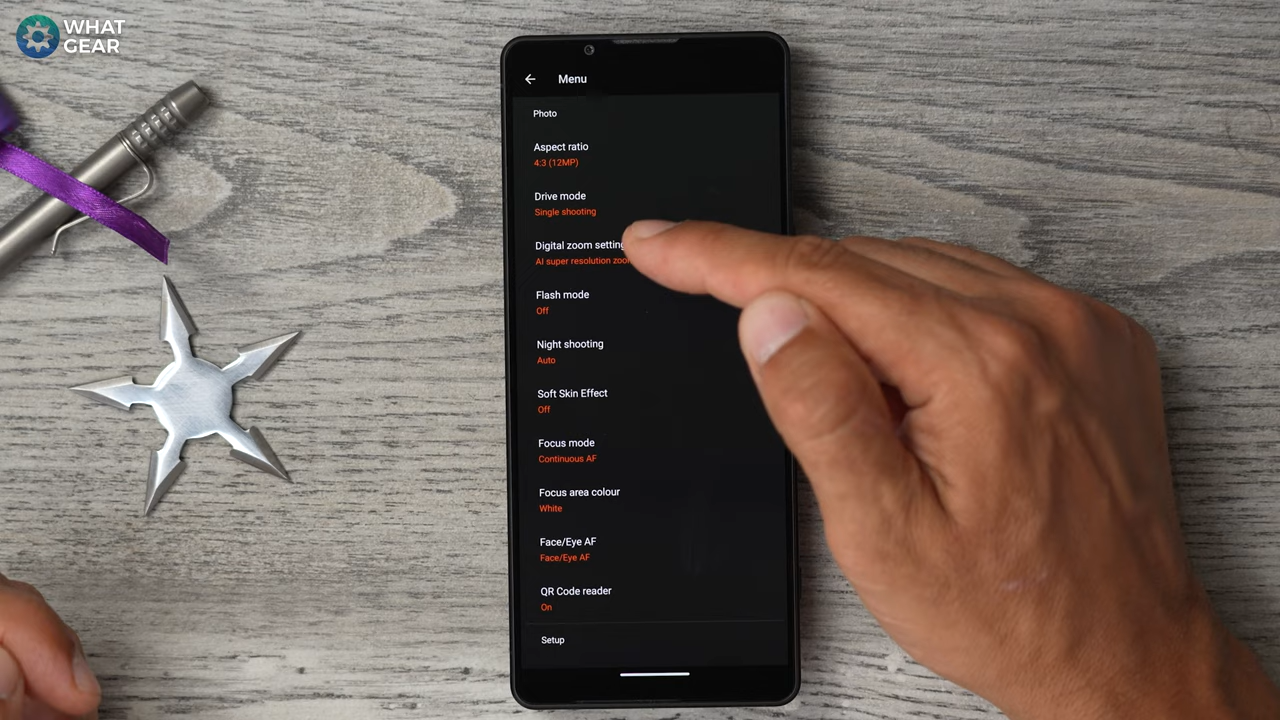 WHAT
GEAR
Menu
Photo
Aspect ratio
4:3 (12MP)
Drive mode
Single shooting
Digital zoom setting
AI super resolution zoo
Flash mode
Off
Night shooting
Auto
Soft Skin Effect
Off
Focus mode
Continuous AF
Focus area colour
White
Face/Eye AF
Face/Eye AF
QR Code reader
On
Setup